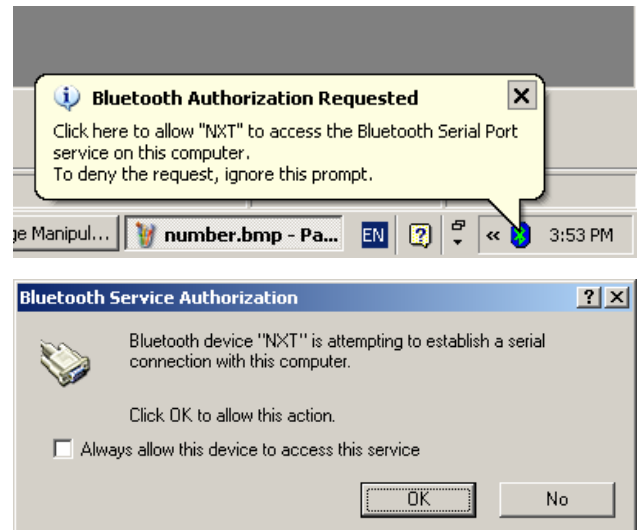 Bluetooth Authorization Requested
Click here to allow "NXT" to access the Bluetooth Serial Port
service on this computer.
To deny the request, ignore this prompt.
ge Manipul... number.bmp - Pa... EN « 3:53 PM
Bluetooth Service Authorization
Bluetooth device "NXT" is attempting to establish a serial
connection with this computer.
Click OK to allow this action.
Always allow this device to access this service
OK No